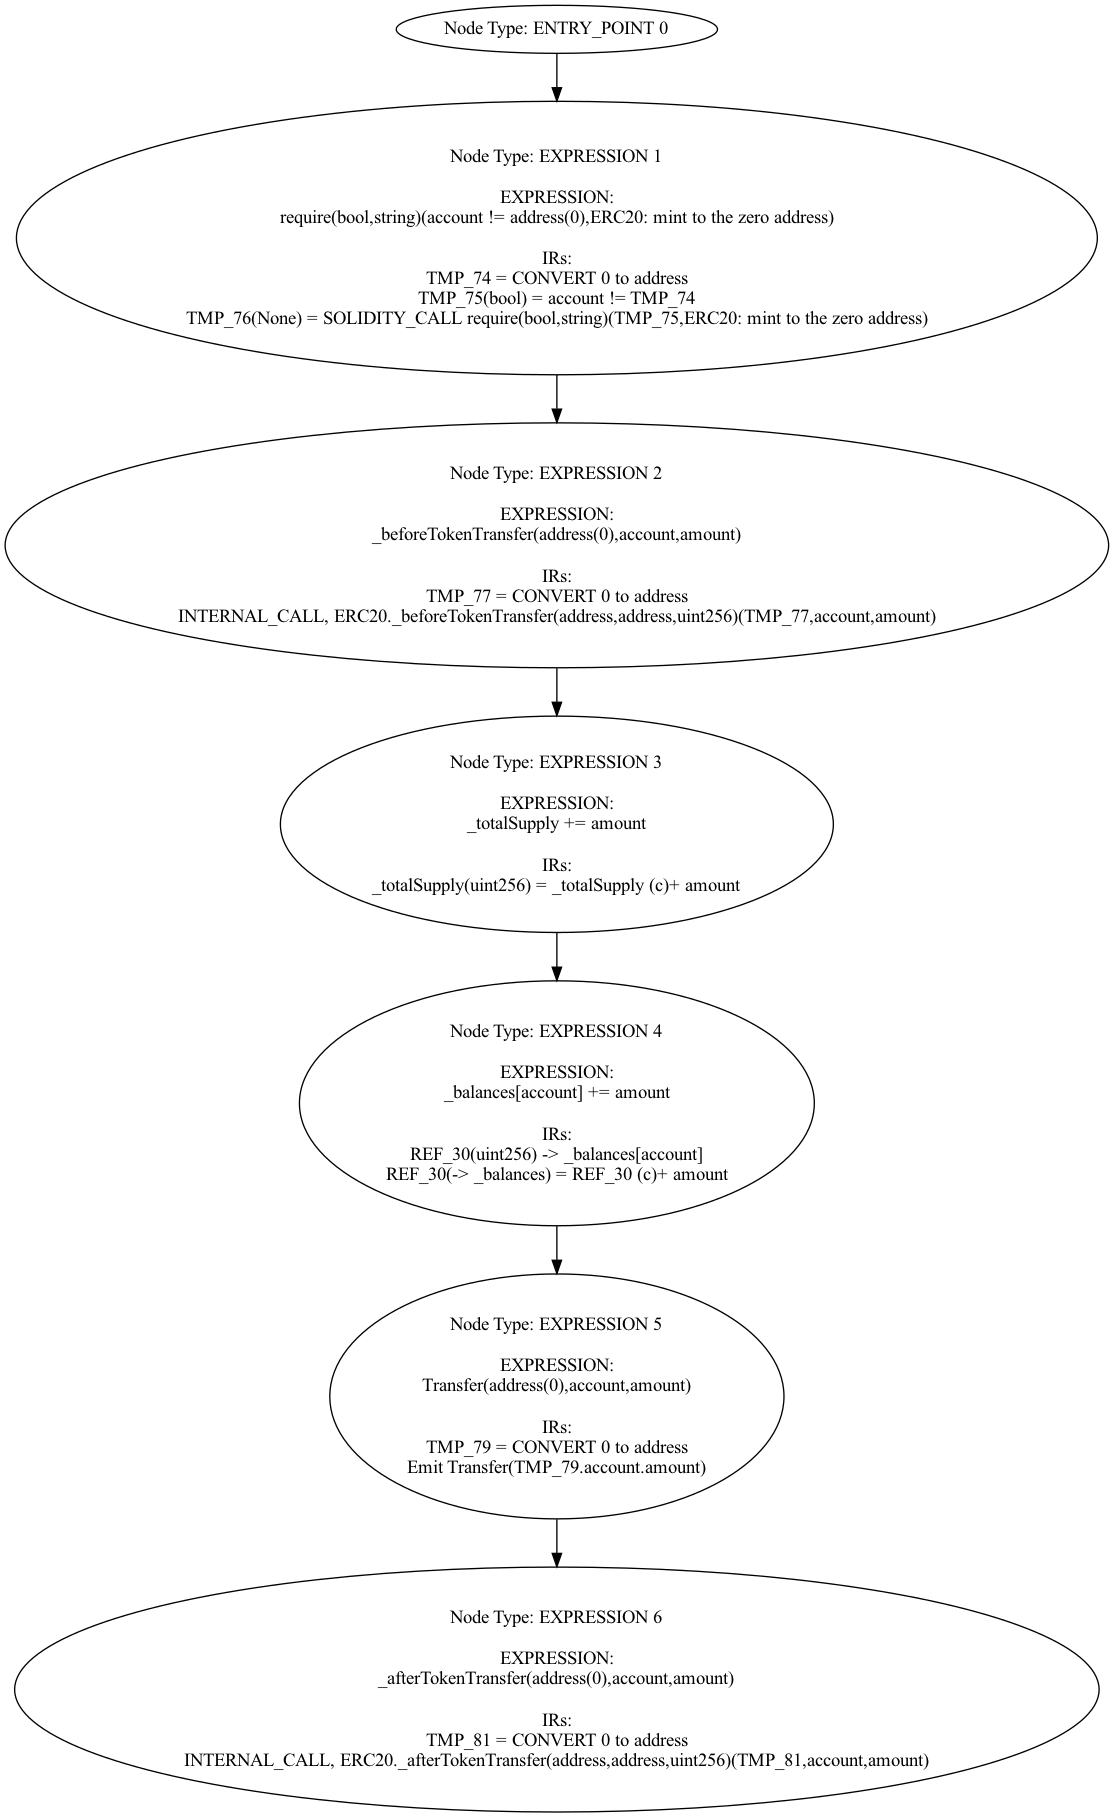 Node Type: ENTRY_POINT 0
Node Type: EXPRESSION 1
EXPRESSION:
require(bool,string)(account != address(0),ERC20: mint to the zero address)
IRs:
TMP_74 = CONVERT 0 to address
TMP_75(bool) = account != TMP_74
TMP_76(None) = SOLIDITY_CALL require(bool,string)(TMP_75,ERC20: mint to the zero address)
Node Type: EXPRESSION 2
EXPRESSION:
_beforeTokenTransfer(address(0),account,amount)
IRs:
TMP_77 = CONVERT 0 to address
INTERNAL_CALL, ERC20._beforeTokenTransfer(address,address,uint256)(TMP_77,account,amount)
Node Type: EXPRESSION 3
EXPRESSION:
_totalSupply += amount
IRs:
_totalSupply(uint256) = _totalSupply (c)+ amount
Node Type: EXPRESSION 4
EXPRESSION:
_balances[account] += amount
IRs:
REF_30(uint256) -> _balances[account]
REF_30(-> _balances) = REF_30 (c)+ amount
Node Type: EXPRESSION 5
EXPRESSION:
Transfer(address(0),account,amount)
IRs:
TMP_79 = CONVERT 0 to address
Emit Transfer(TMP_79.account.amount)
Node Type: EXPRESSION 6
EXPRESSION:
_afterTokenTransfer(address(0),account,amount)
IRs:
TMP_81 = CONVERT 0 to address
INTERNAL_CALL, ERC20._afterTokenTransfer(address,address,uint256)(TMP_81,account,amount)